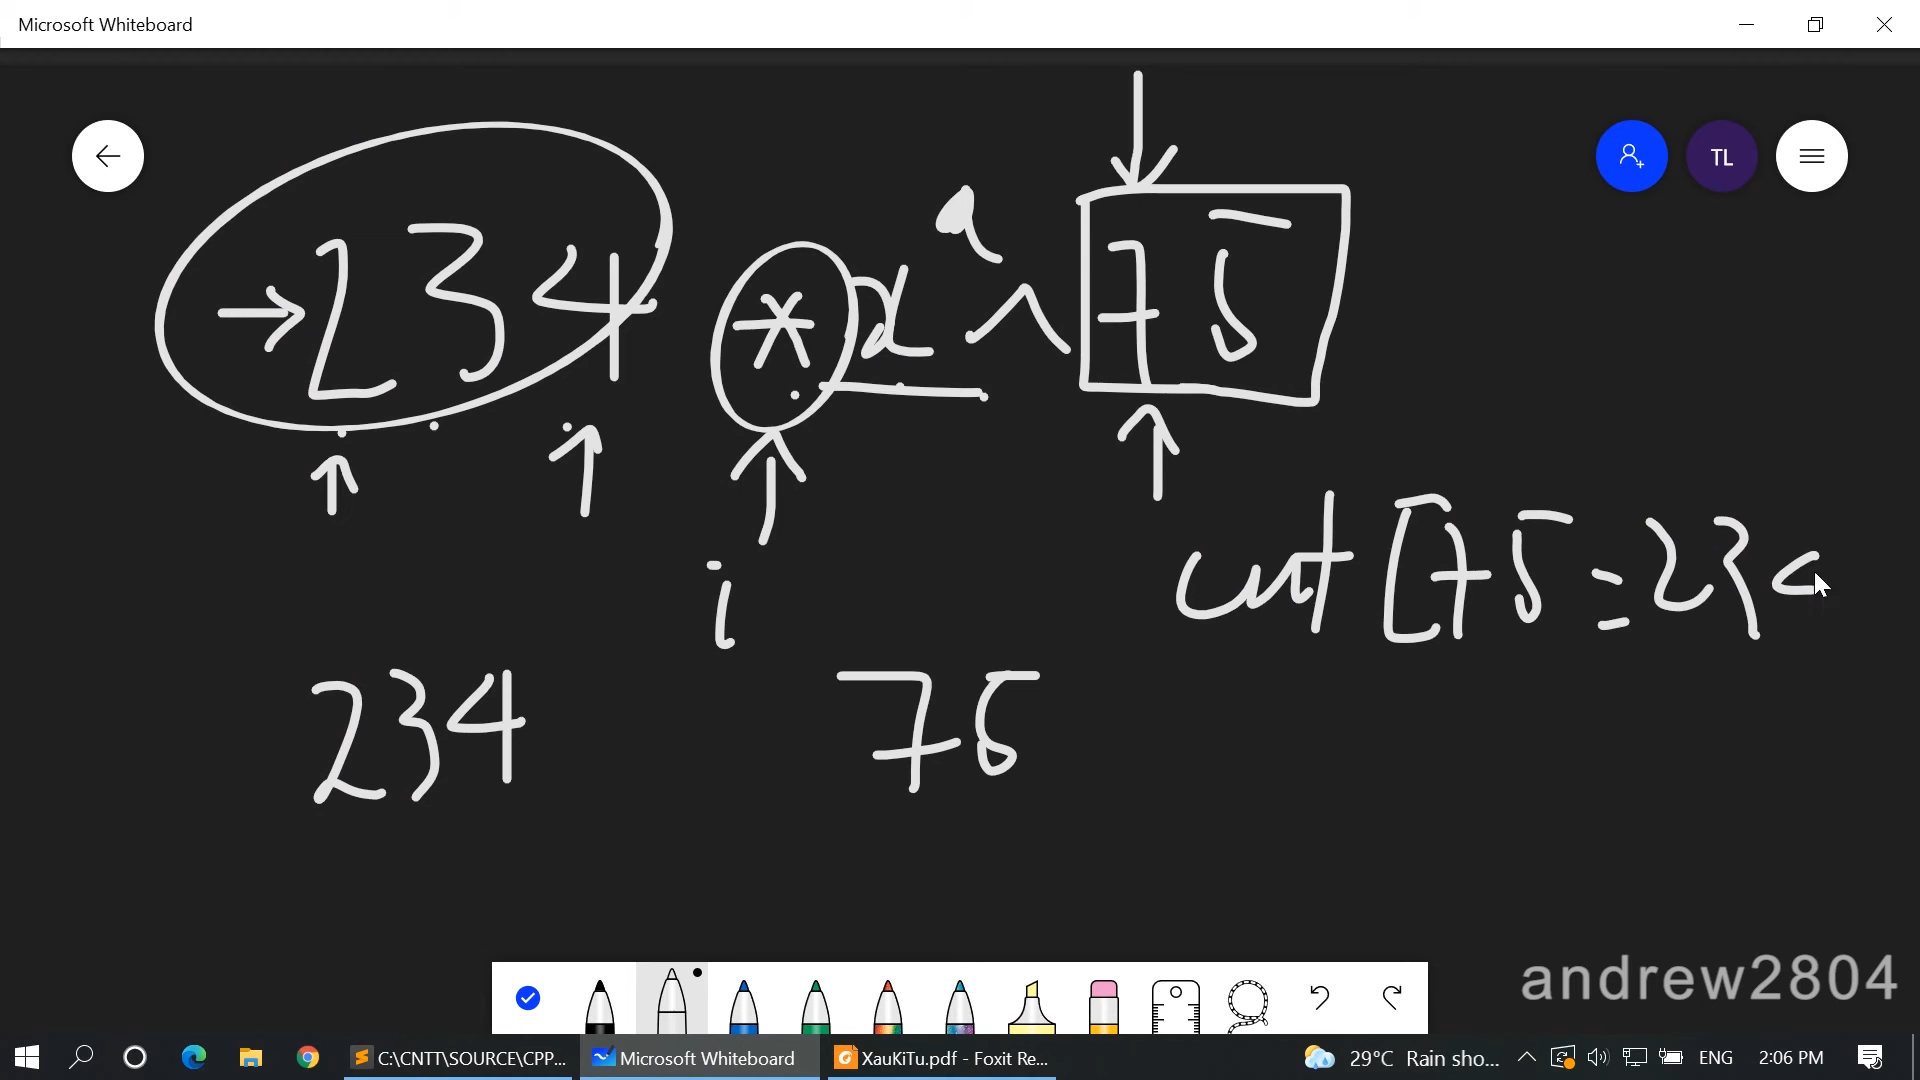 Microsoft Whiteboard
TL
→234 * x ^ 75
i
cnt [75 = 234
234 75
andrew2804
C:\CNTT\SOURCE\CPP...
Microsoft Whiteboard
XauKiTu.pdf - Foxit Re...
29°C Rain sho...
ENG
2:06 PM